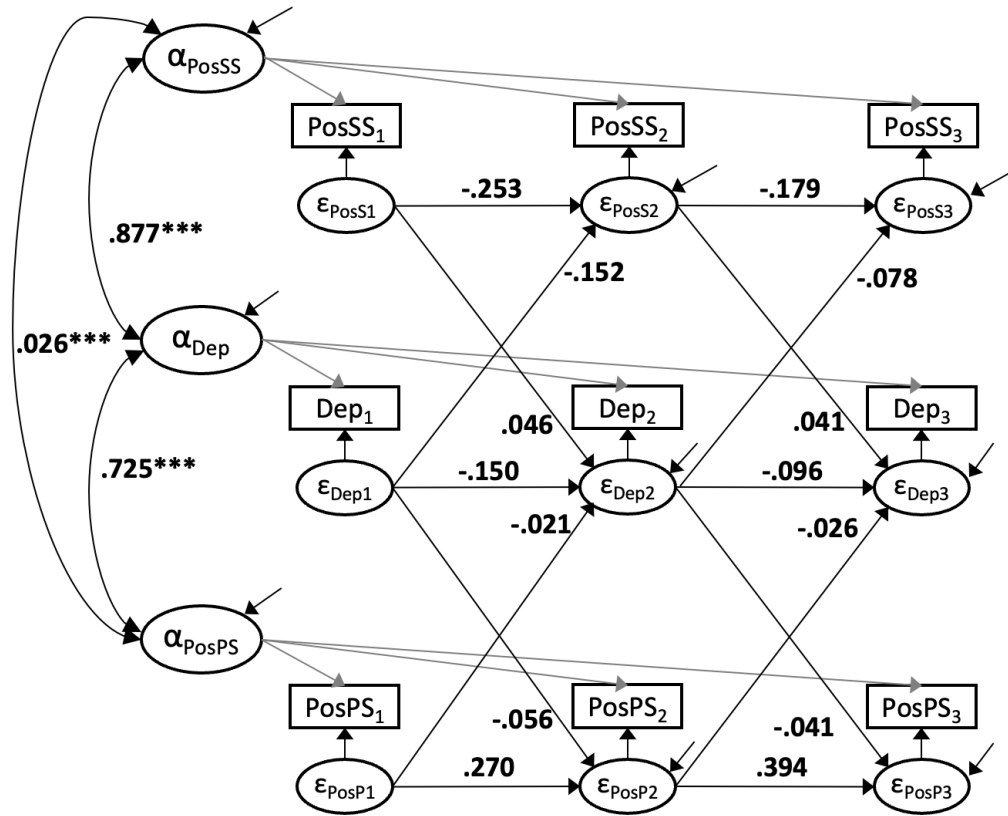 αPosSS
PosSS1 PosSS2 PosSS3
εPosS1 -.253 εPosS2 -.179 εPosS3
.877***
-.152 -.078
.026***
αDep
Dep1 Dep2 Dep3
.046 .041
.725***
εDep1 -.150 εDep2 -.096 εDep3
-.021 -.026
αPosPS
PosPS1 PosPS2 PosPS3
-.056 -.041
εPosP1 .270 εPosP2 .394 εPosP3